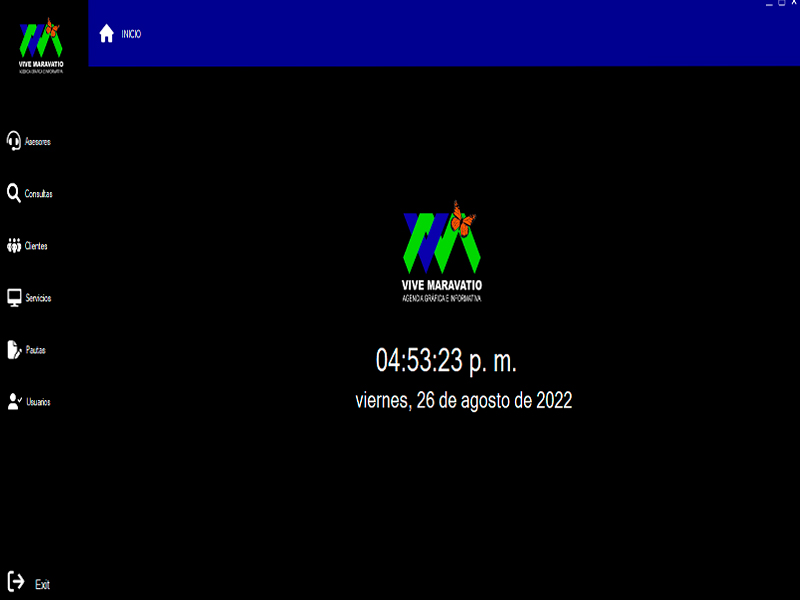 VIVE MARAVATIO
AGENCIA GRAFICA E INFORMATIVA
INICIO
Asesores
Consultas
Clientes
Servicios
Pautas
Usuarios
Exit
VIVE MARAVATIO
AGENCIA GRAFICA E INFORMATIVA
04:53:23 p. m.
viernes, 26 de agosto de 2022